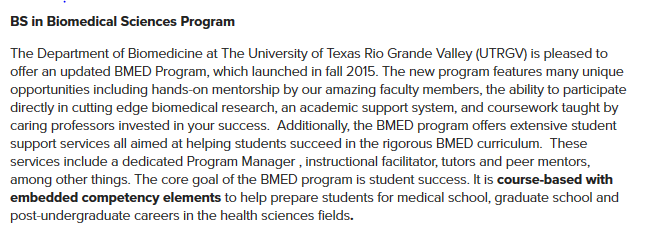 BS in Biomedical Sciences Program
The Department of Biomedicine at The University of Texas Rio Grande Valley (UTRGV) is pleased to
offer an updated BMED Program, which launched in fall 2015. The new program features many unique
opportunities including hands-on mentorship by our amazing faculty members, the ability to participate
directly in cutting edge biomedical research, an academic support system, and coursework taught by
caring professors invested in your success.  Additionally, the BMED program offers extensive student
support services all aimed at helping students succeed in the rigorous BMED curriculum.  These
services include a dedicated Program Manager , instructional facilitator, tutors and peer mentors,
among other things. The core goal of the BMED program is student success. It is course-based with
embedded competency elements to help prepare students for medical school, graduate school and
post-undergraduate careers in the health sciences fields.